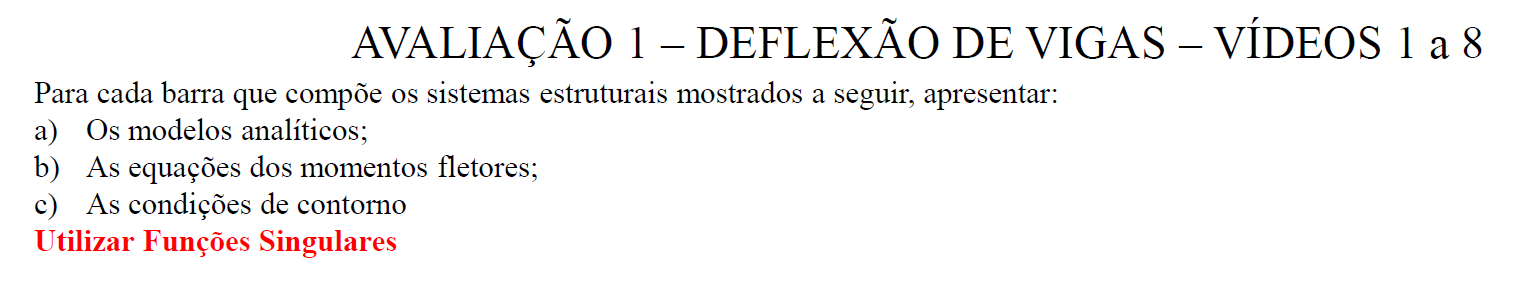 AVALIAÇÃO 1 – DEFLEXÃO DE VIGAS – VÍDEOS 1 a 8
Para cada barra que compõe os sistemas estruturais mostrados a seguir, apresentar:
a) Os modelos analíticos;
b) As equações dos momentos fletores;
c) As condições de contorno
Utilizar Funções Singulares